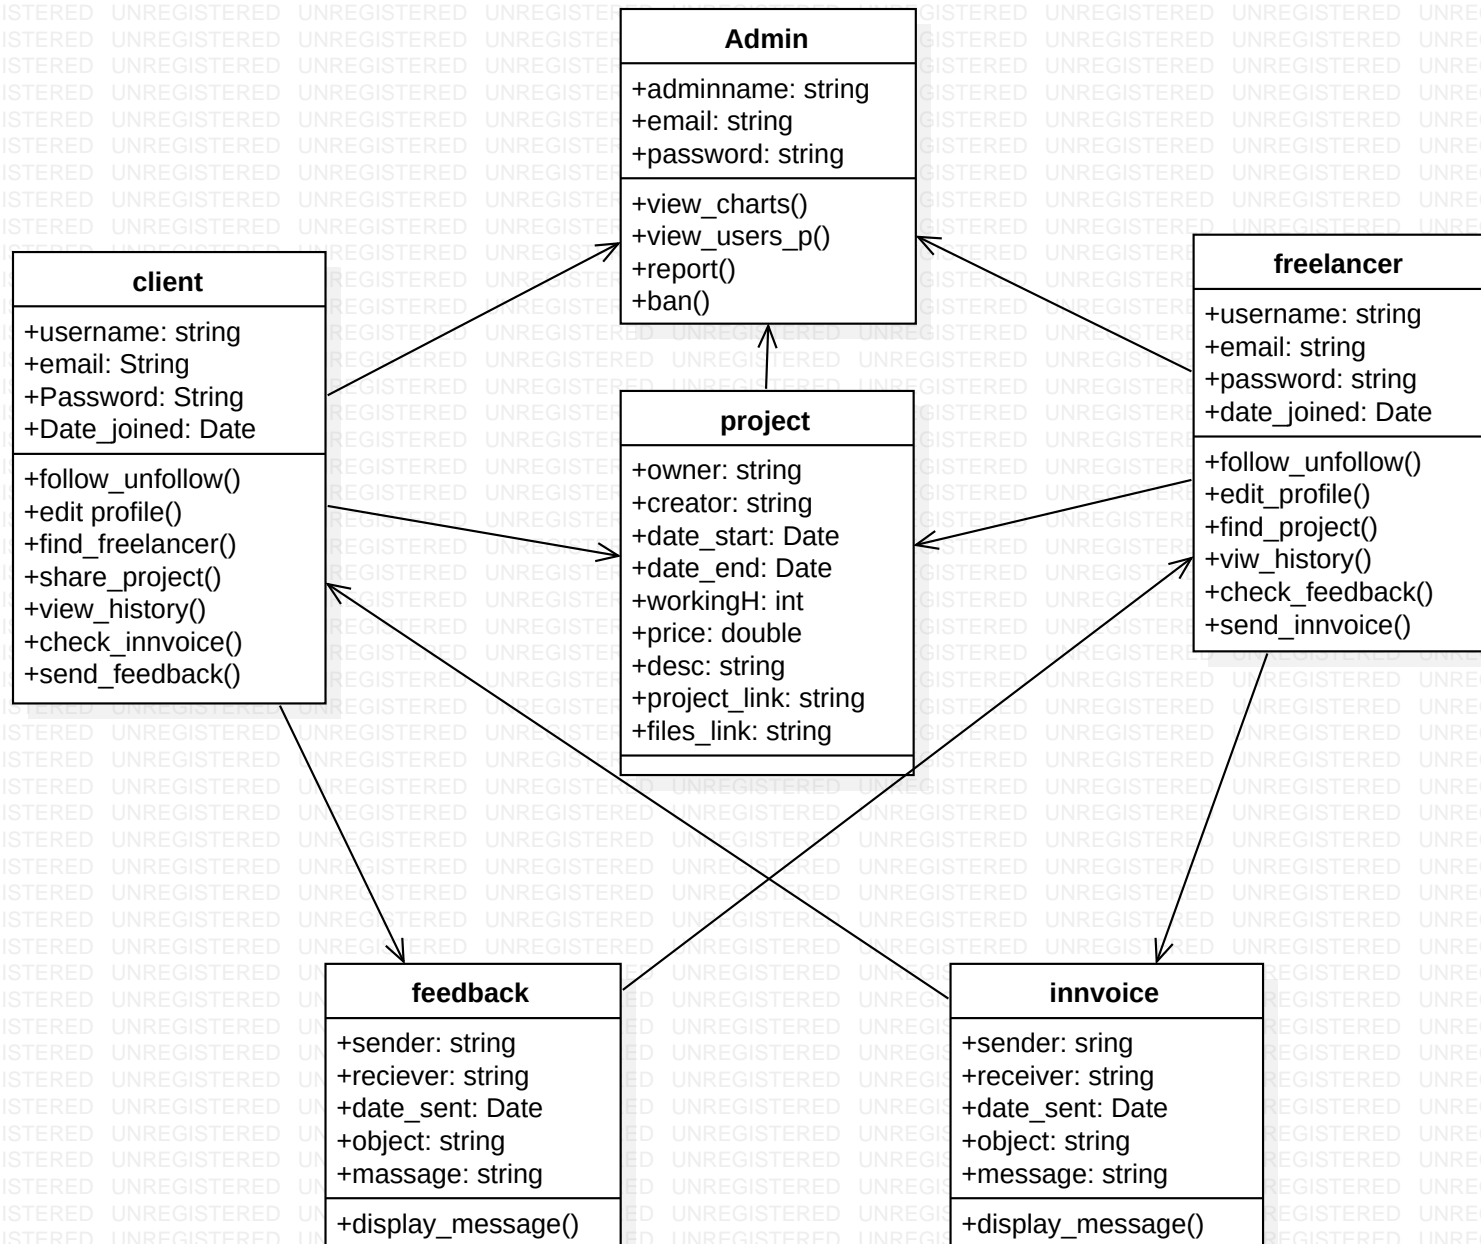 Admin
+adminname: string
+email: string
+password: string
+view_charts()
+view_users_p()
+report()
+ban()
client
+username: string
+email: String
+Password: String
+Date_joined: Date
+follow_unfollow()
+edit profile()
+find_freelancer()
+share_project()
+view_history()
+check_innvoice()
+send_feedback()
project
+owner: string
+creator: string
+date_start: Date
+date_end: Date
+workingH: int
+price: double
+desc: string
+project_link: string
+files_link: string
freelancer
+username: string
+email: string
+password: string
+date_joined: Date
+follow_unfollow()
+edit_profile()
+find_project()
+viw_history()
+check_feedback()
+send_innvoice()
feedback
+sender: string
+reciever: string
+date_sent: Date
+object: string
+massage: string
+display_message()
innvoice
+sender: sring
+receiver: string
+date_sent: Date
+object: string
+message: string
+display_message()
UNREGISTERED